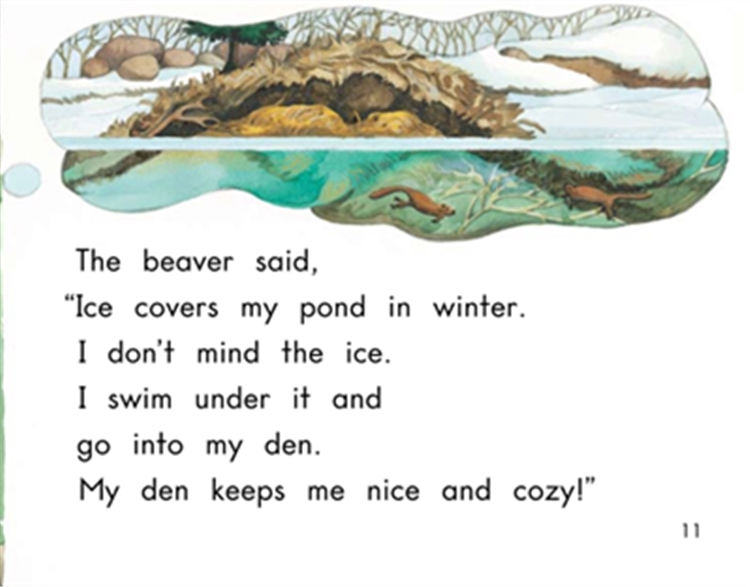 The beaver said,
“Ice covers my pond in winter.
I don't mind the ice.
I swim under it and
go into my den.
My den keeps me nice and cozy!”
11